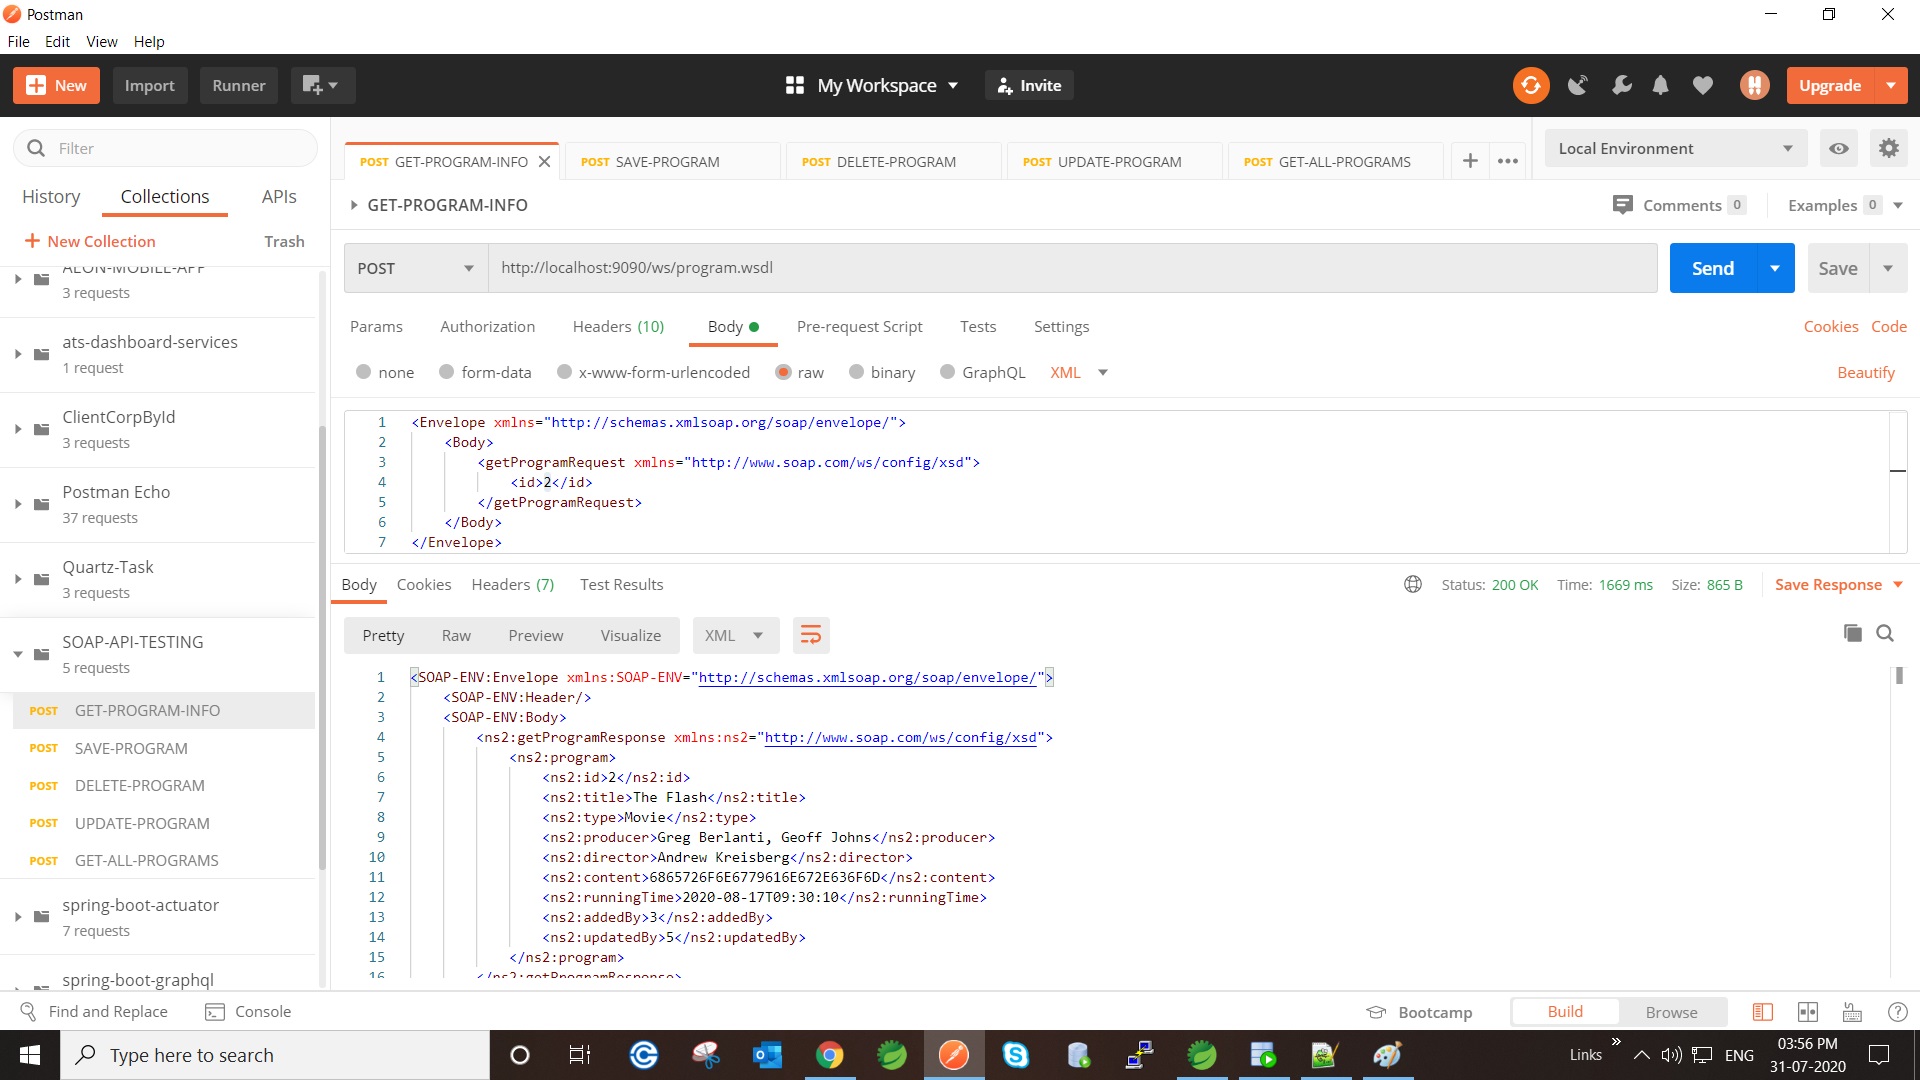 Postman
File Edit View Help
New Import Runner My Workspace Invite Upgrade
Filter
History Collections APIs
New Collection Trash
AEON-MOBILE-APP
3 requests
ats-dashboard-services
1 request
ClientCorpById
3 requests
Postman Echo
37 requests
Quartz-Task
3 requests
SOAP-API-TESTING
5 requests
POST GET-PROGRAM-INFO
POST SAVE-PROGRAM
POST DELETE-PROGRAM
POST UPDATE-PROGRAM
POST GET-ALL-PROGRAMS
spring-boot-actuator
7 requests
spring-boot-graphql
POST GET-PROGRAM-INFO POST SAVE-PROGRAM POST DELETE-PROGRAM POST UPDATE-PROGRAM POST GET-ALL-PROGRAMS Local Environment
GET-PROGRAM-INFO Comments 0 Examples 0
POST http://localhost:9090/ws/program.wsdl Send Save
Params Authorization Headers (10) Body Pre-request Script Tests Settings Cookies Code
none form-data x-www-form-urlencoded raw binary GraphQL XML Beautify
1 <Envelope xmlns="http://schemas.xmlsoap.org/soap/envelope/">
2 <Body>
3 <getProgramRequest xmlns="http://www.soap.com/ws/config/xsd">
4 <id>2</id>
5 </getProgramRequest>
6 </Body>
7 </Envelope>
Body Cookies Headers (7) Test Results Status: 200 OK Time: 1669 ms Size: 865 B Save Response
Pretty Raw Preview Visualize XML
1 <SOAP-ENV:Envelope xmlns:SOAP-ENV="http://schemas.xmlsoap.org/soap/envelope/">
2 <SOAP-ENV:Header/>
3 <SOAP-ENV:Body>
4 <ns2:getProgramResponse xmlns:ns2="http://www.soap.com/ws/config/xsd">
5 <ns2:program>
6 <ns2:id>2</ns2:id>
7 <ns2:title>The Flash</ns2:title>
8 <ns2:type>Movie</ns2:type>
9 <ns2:producer>Greg Berlanti, Geoff Johns</ns2:producer>
10 <ns2:director>Andrew Kreisberg</ns2:director>
11 <ns2:content>6865726F6E6779616E672E636F6D</ns2:content>
12 <ns2:runningTime>2020-08-17T09:30:10</ns2:runningTime>
13 <ns2:addedBy>3</ns2:addedBy>
14 <ns2:updatedBy>5</ns2:updatedBy>
15 </ns2:program>
16 </ns2:getProgramResponse>
Find and Replace Console Bootcamp Build Browse
Type here to search Links ENG 03:56 PM
31-07-2020